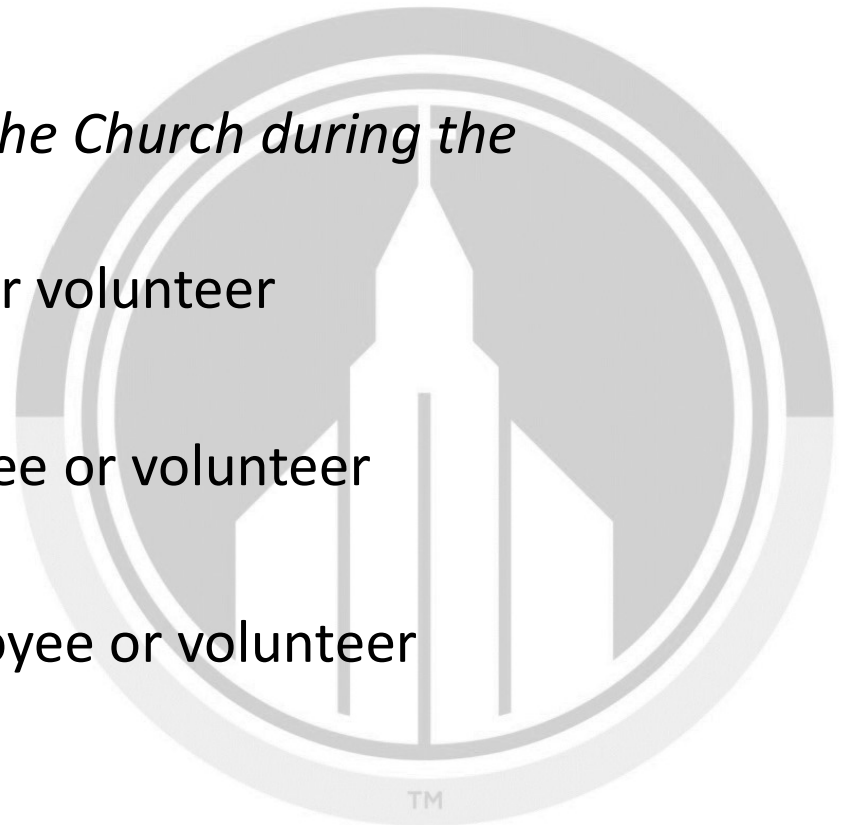 he Church during the
r volunteer
ee or volunteer
oyee or volunteer
TM